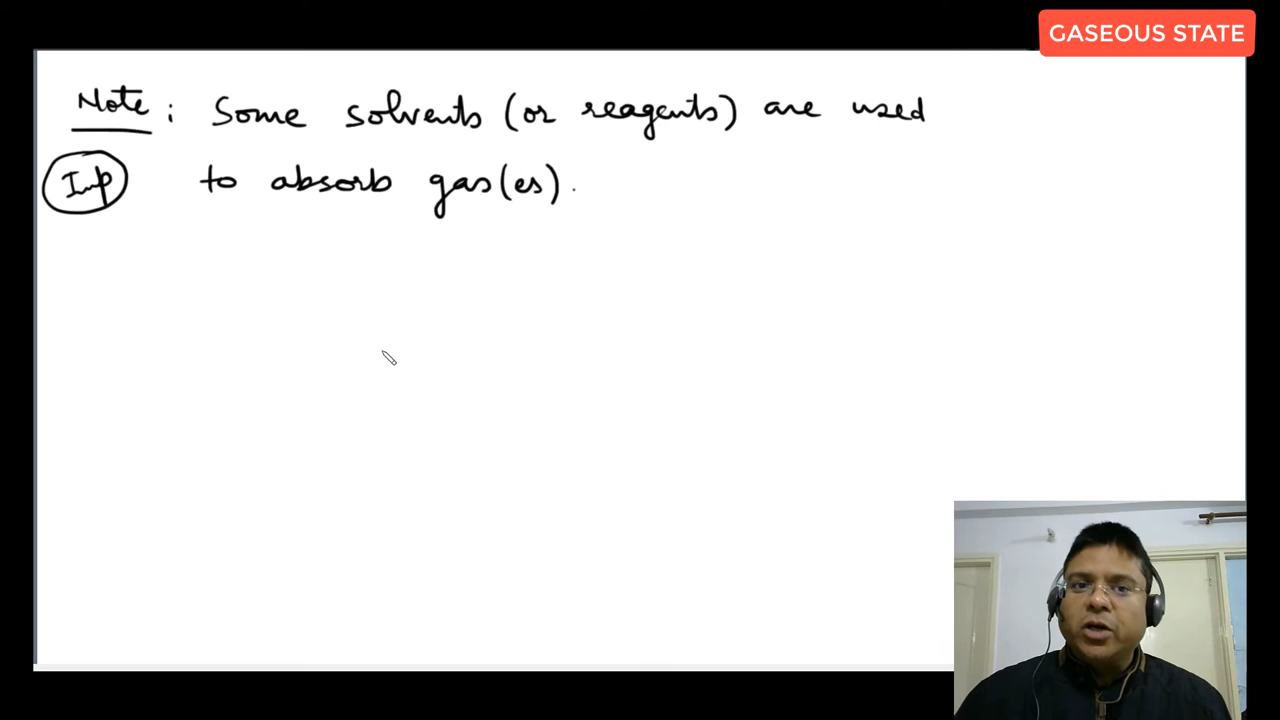 GASEOUS STATE
Note : Some solvents (or reagents) are used
Imp to absorb gas(es).